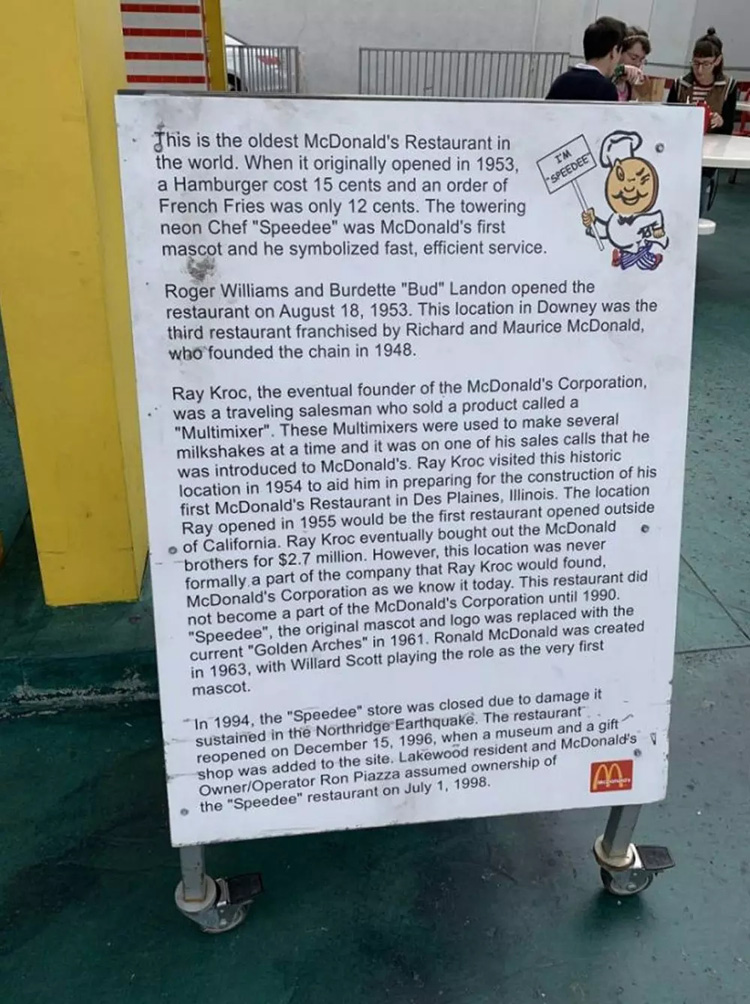 This is the oldest McDonald's Restaurant in
the world. When it originally opened in 1953,
a Hamburger cost 15 cents and an order of
French Fries was only 12 cents. The towering
neon Chef "Speedee" was McDonald's first
mascot and he symbolized fast, efficient service.
I'M
"SPEEDEE"
Roger Williams and Burdette "Bud" Landon opened the
restaurant on August 18, 1953. This location in Downey was the
third restaurant franchised by Richard and Maurice McDonald,
who founded the chain in 1948.
Ray Kroc, the eventual founder of the McDonald's Corporation,
was a traveling salesman who sold a product called a
"Multimixer". These Multimixers were used to make several
milkshakes at a time and it was on one of his sales calls that he
was introduced to McDonald's. Ray Kroc visited this historic
location in 1954 to aid him in preparing for the construction of his
first McDonald's Restaurant in Des Plaines, Illinois. The location
Ray opened in 1955 would be the first restaurant opened outside
of California. Ray Kroc eventually bought out the McDonald
brothers for $2.7 million. However, this location was never
formally a part of the company that Ray Kroc would found,
McDonald's Corporation as we know it today. This restaurant did
not become a part of the McDonald's Corporation until 1990.
"Speedee", the original mascot and logo was replaced with the
current "Golden Arches" in 1961. Ronald McDonald was created
in 1963, with Willard Scott playing the role as the very first
mascot.
In 1994, the "Speedee" store was closed due to damage it
sustained in the Northridge Earthquake. The restaurant
reopened on December 15, 1996, when a museum and a gift
shop was added to the site. Lakewood resident and McDonald's
Owner/Operator Ron Piazza assumed ownership of
the "Speedee" restaurant on July 1, 1998.
McDonald's